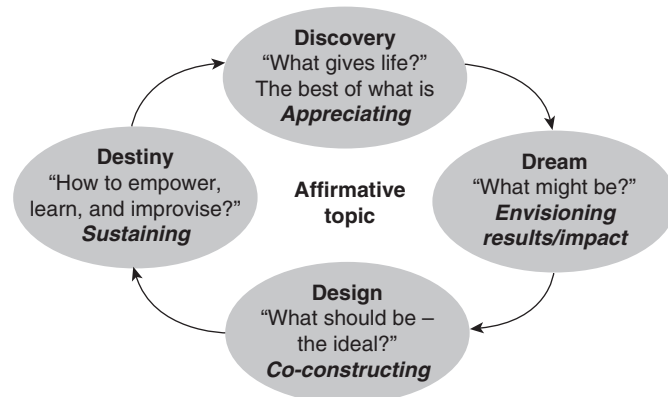 Discovery
“What gives life?”
The best of what is
Appreciating
Destiny
“How to empower,
learn, and improvise?”
Sustaining
Affirmative
topic
Dream
“What might be?”
Envisioning
results/impact
Design
“What should be –
the ideal?”
Co-constructing